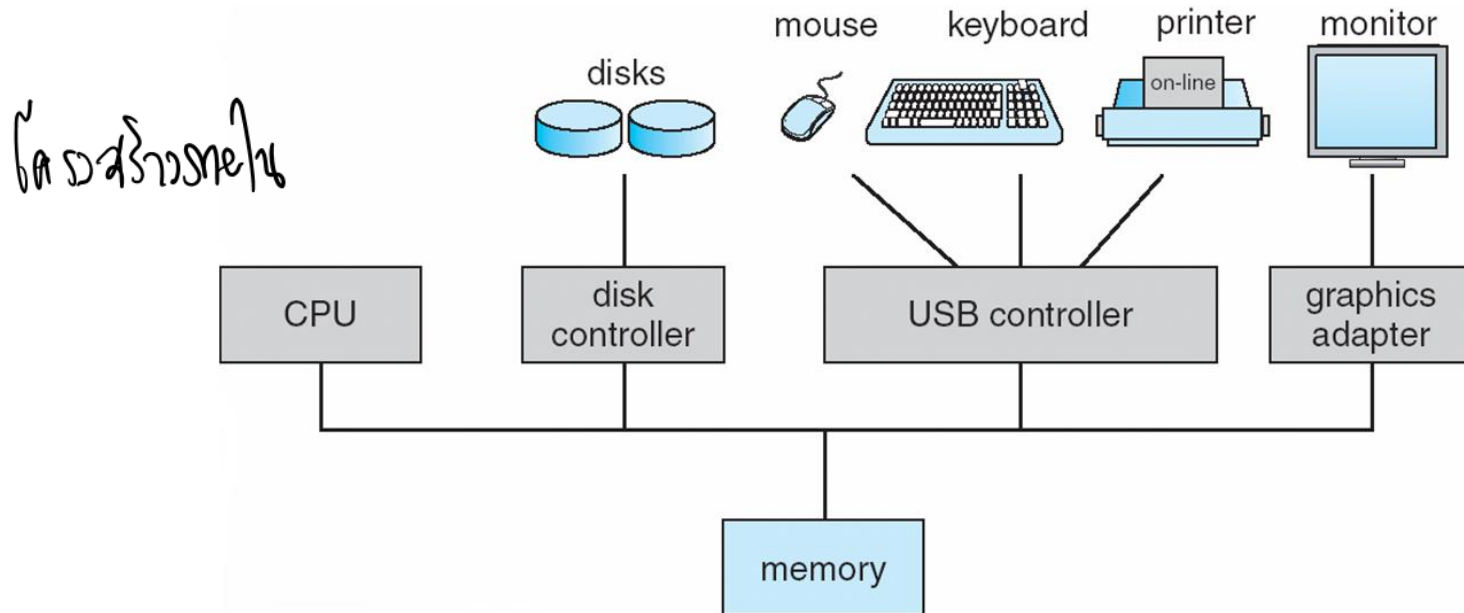 mouse keyboard printer monitor
disks
on-line
โครงสร้างภายใน
CPU
disk
controller
USB controller
graphics
adapter
memory